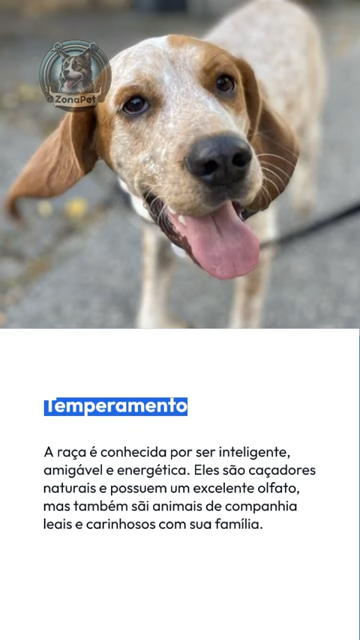 @ZonaPet
Temperamento
A raça é conhecida por ser inteligente,
amigável e energética. Eles são caçadores
naturais e possuem um excelente olfato,
mas também sãi animais de companhia
leais e carinhosos com sua família.